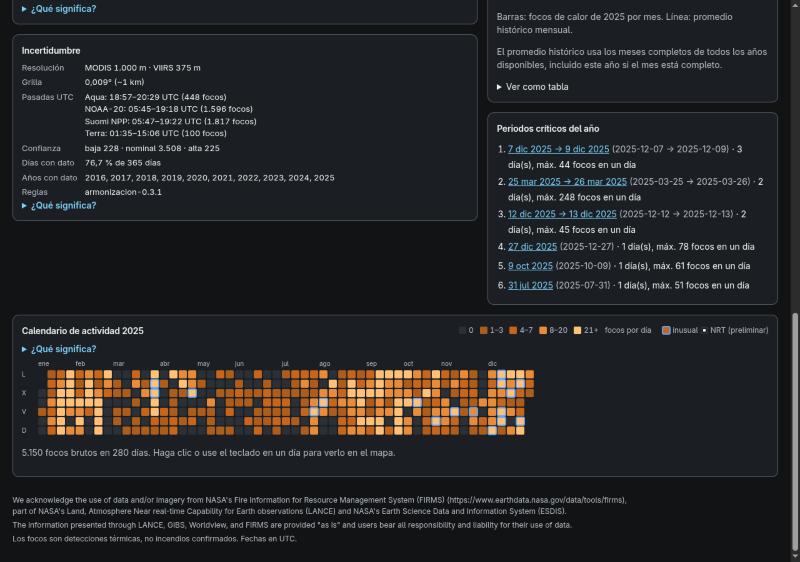 ▶ ¿Qué significa?
Incertidumbre
Resolución MODIS 1.000 m · VIIRS 375 m
Grilla 0,009° (~1 km)
Pasadas UTC Aqua: 18:57–20:29 UTC (448 focos)
NOAA-20: 05:45–19:18 UTC (1.596 focos)
Suomi NPP: 05:47–19:22 UTC (1.817 focos)
Terra: 01:35–15:06 UTC (100 focos)
Confianza baja 228 · nominal 3.508 · alta 225
Días con dato 76,7 % de 365 días
Años con dato 2016, 2017, 2018, 2019, 2020, 2021, 2022, 2023, 2024, 2025
Reglas armonizacion-0.3.1
▶ ¿Qué significa?
Barras: focos de calor de 2025 por mes. Línea: promedio
histórico mensual.
El promedio histórico usa los meses completos de todos los años
disponibles, incluido este año si el mes está completo.
▶ Ver como tabla
Periodos críticos del año
1. 7 dic 2025 → 9 dic 2025 (2025-12-07 → 2025-12-09) · 3
día(s), máx. 44 focos en un día
2. 25 mar 2025 → 26 mar 2025 (2025-03-25 → 2025-03-26) · 2
día(s), máx. 248 focos en un día
3. 12 dic 2025 → 13 dic 2025 (2025-12-12 → 2025-12-13) · 2
día(s), máx. 45 focos en un día
4. 27 dic 2025 (2025-12-27) · 1 día(s), máx. 78 focos en un día
5. 9 oct 2025 (2025-10-09) · 1 día(s), máx. 61 focos en un día
6. 31 jul 2025 (2025-07-31) · 1 día(s), máx. 51 focos en un día
Calendario de actividad 2025
0 1–3 4–7 8–20 21+ focos por día Inusual NRT (preliminar)
▶ ¿Qué significa?
ene feb mar abr may jun jul ago sep oct nov dic
L
X
V
D
5.150 focos brutos en 280 días. Haga clic o use el teclado en un día para verlo en el mapa.
We acknowledge the use of data and/or imagery from NASA's Fire Information for Resource Management System (FIRMS) (https://www.earthdata.nasa.gov/data/tools/firms),
part of NASA's Land, Atmosphere Near real-time Capability for Earth observations (LANCE) and NASA's Earth Science Data and Information System (ESDIS).
The information presented through LANCE, GIBS, Worldview, and FIRMS are provided "as is" and users bear all responsibility and liability for their use of data.
Los focos son detecciones térmicas, no incendios confirmados. Fechas en UTC.